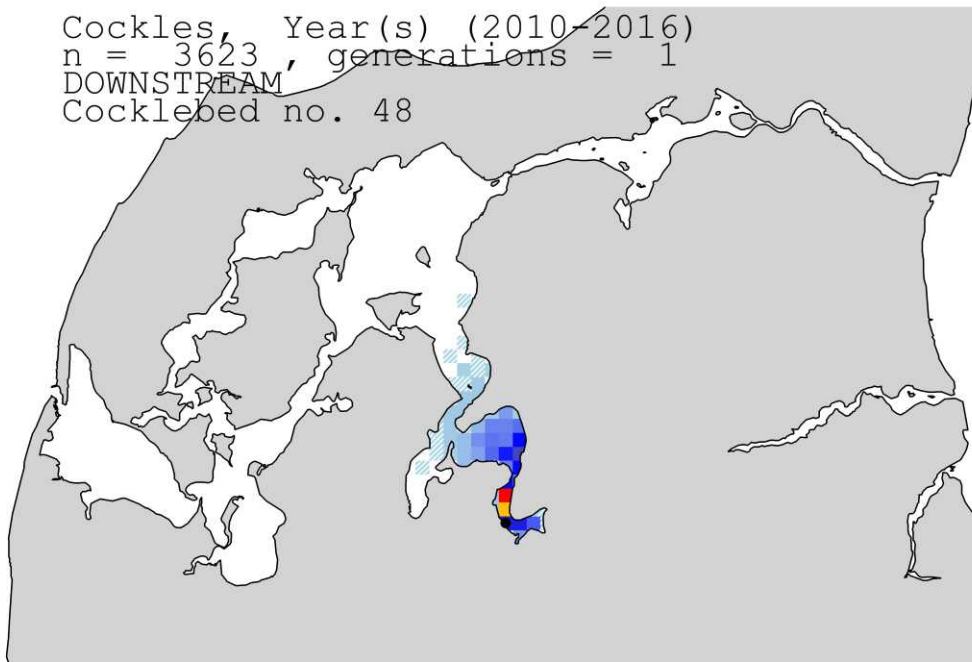 Cockles, Year(s) (2010-2016)
n = 3623 , generations = 1
DOWNSTREAM
Cocklebed no. 48